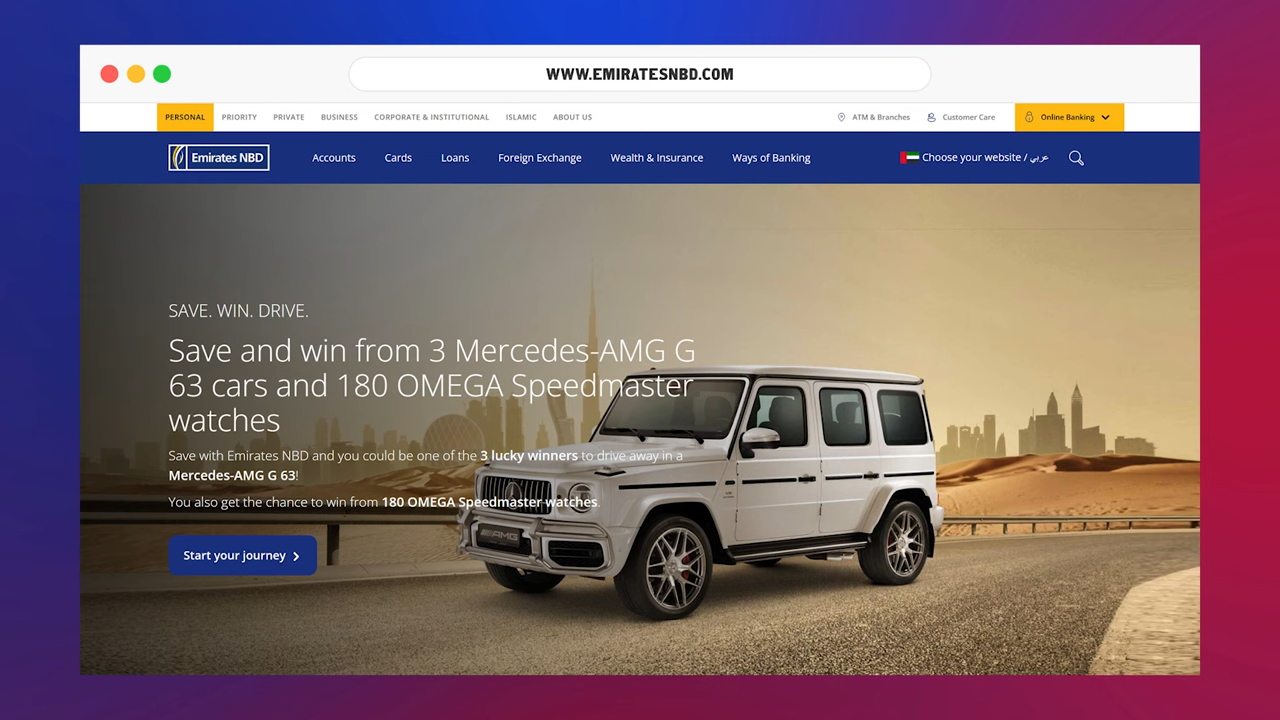 WWW.EMIRATESNBD.COM
PERSONAL PRIORITY PRIVATE BUSINESS CORPORATE & INSTITUTIONAL ISLAMIC ABOUT US ATM & Branches Customer Care Online Banking
Emirates NBD Accounts Cards Loans Foreign Exchange Wealth & Insurance Ways of Banking Choose your website / عربي
SAVE. WIN. DRIVE.
Save and win from 3 Mercedes-AMG G
63 cars and 180 OMEGA Speedmaster
watches
Save with Emirates NBD and you could be one of the 3 lucky winners to drive away in a
Mercedes-AMG G 63!
You also get the chance to win from 180 OMEGA Speedmaster watches.
AMG
Start your journey